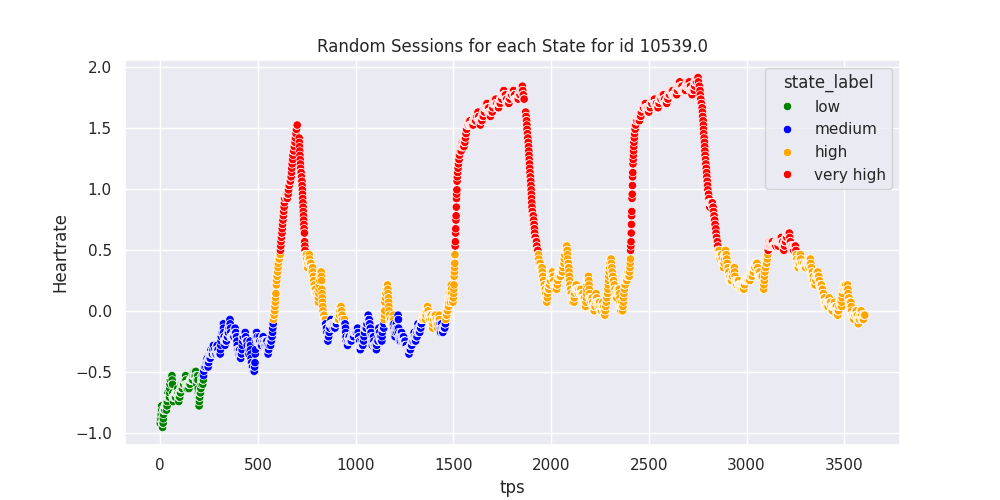 Random Sessions for each State for id 10539.0
2.0
1.5
1.0
0.5
0.0
−0.5
−1.0
Heartrate
state_label
low
medium
high
very high
0 500 1000 1500 2000 2500 3000 3500
tps